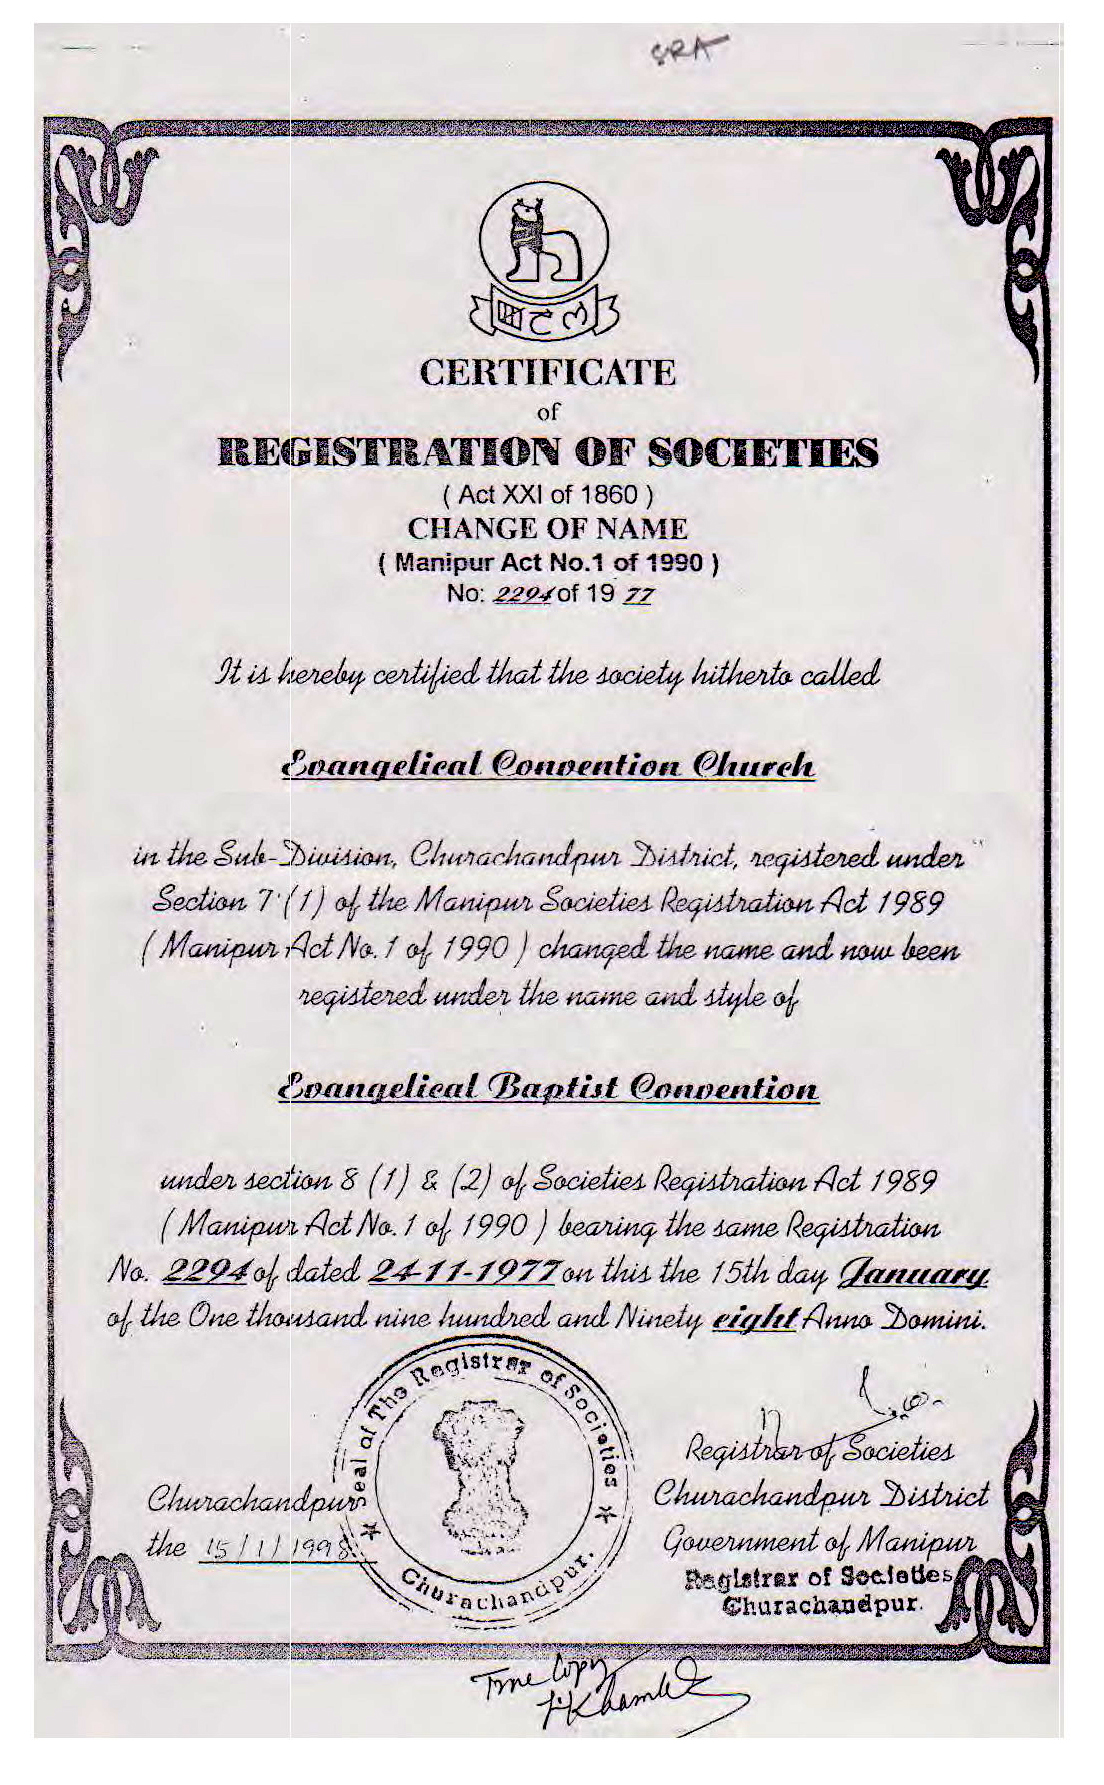 SRA
CERTIFICATE
of
REGISTRATION OF SOCIETIES
( Act XXI of 1860 )
CHANGE OF NAME
( Manipur Act No.1 of 1990 )
No: 2294 of 19 77
It is hereby certified that the society hitherto called
Evangelical Convention Church
in the Sub-Division, Churachandpur District, registered under
Section 7 (1) of the Manipur Societies Registration Act 1989
( Manipur Act No. 1 of 1990 ) changed the name and now been
registered under the name and style of
Evangelical Baptist Convention
under section 8 (1) & (2) of Societies Registration Act 1989
( Manipur Act No. 1 of 1990 ) bearing the same Registration
No. 2294 of dated 24-11-1977 on this the 15th day January
of the One thousand nine hundred and Ninety eight Anno Domini.
Seal of The Registrar of Societies
Churachandpur.
Churachandpur
the 15/1/1998
Registrar of Societies
Churachandpur District
Government of Manipur
Registrar of Societies
Churachandpur.
True Copy